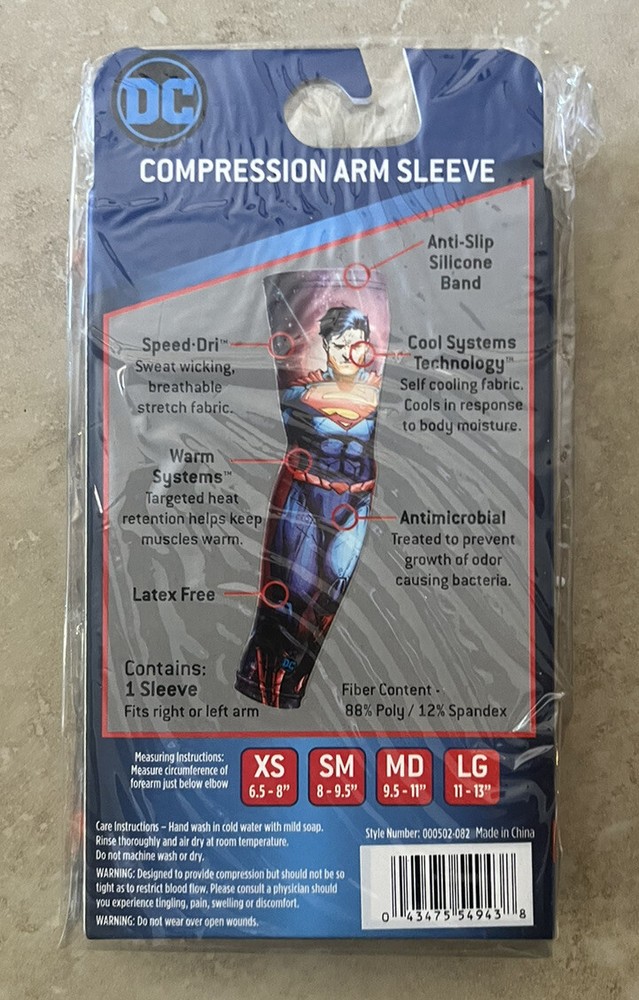 DC
COMPRESSION ARM SLEEVE
Anti-Slip
Silicone
Band
Speed·Dri™
Sweat wicking,
breathable
stretch fabric.
Cool Systems
Technology™
Self cooling fabric.
Cools in response
to body moisture.
Warm
Systems™
Targeted heat
retention helps keep
muscles warm.
Antimicrobial
Treated to prevent
growth of odor
causing bacteria.
Latex Free
DC
Contains:
1 Sleeve
Fits right or left arm
Fiber Content -
88% Poly / 12% Spandex
Measuring Instructions:
Measure circumference of
forearm just below elbow
XS
6.5 - 8"
SM
8 - 9.5"
MD
9.5 - 11"
LG
11 - 13"
Care Instructions – Hand wash in cold water with mild soap.
Rinse thoroughly and air dry at room temperature.
Do not machine wash or dry.
WARNING: Designed to provide compression but should not be so
tight as to restrict blood flow. Please consult a physician should
you experience tingling, pain, swelling or discomfort.
WARNING: Do not wear over open wounds.
Style Number: 000502-082 Made in China
0 43475 54943 8